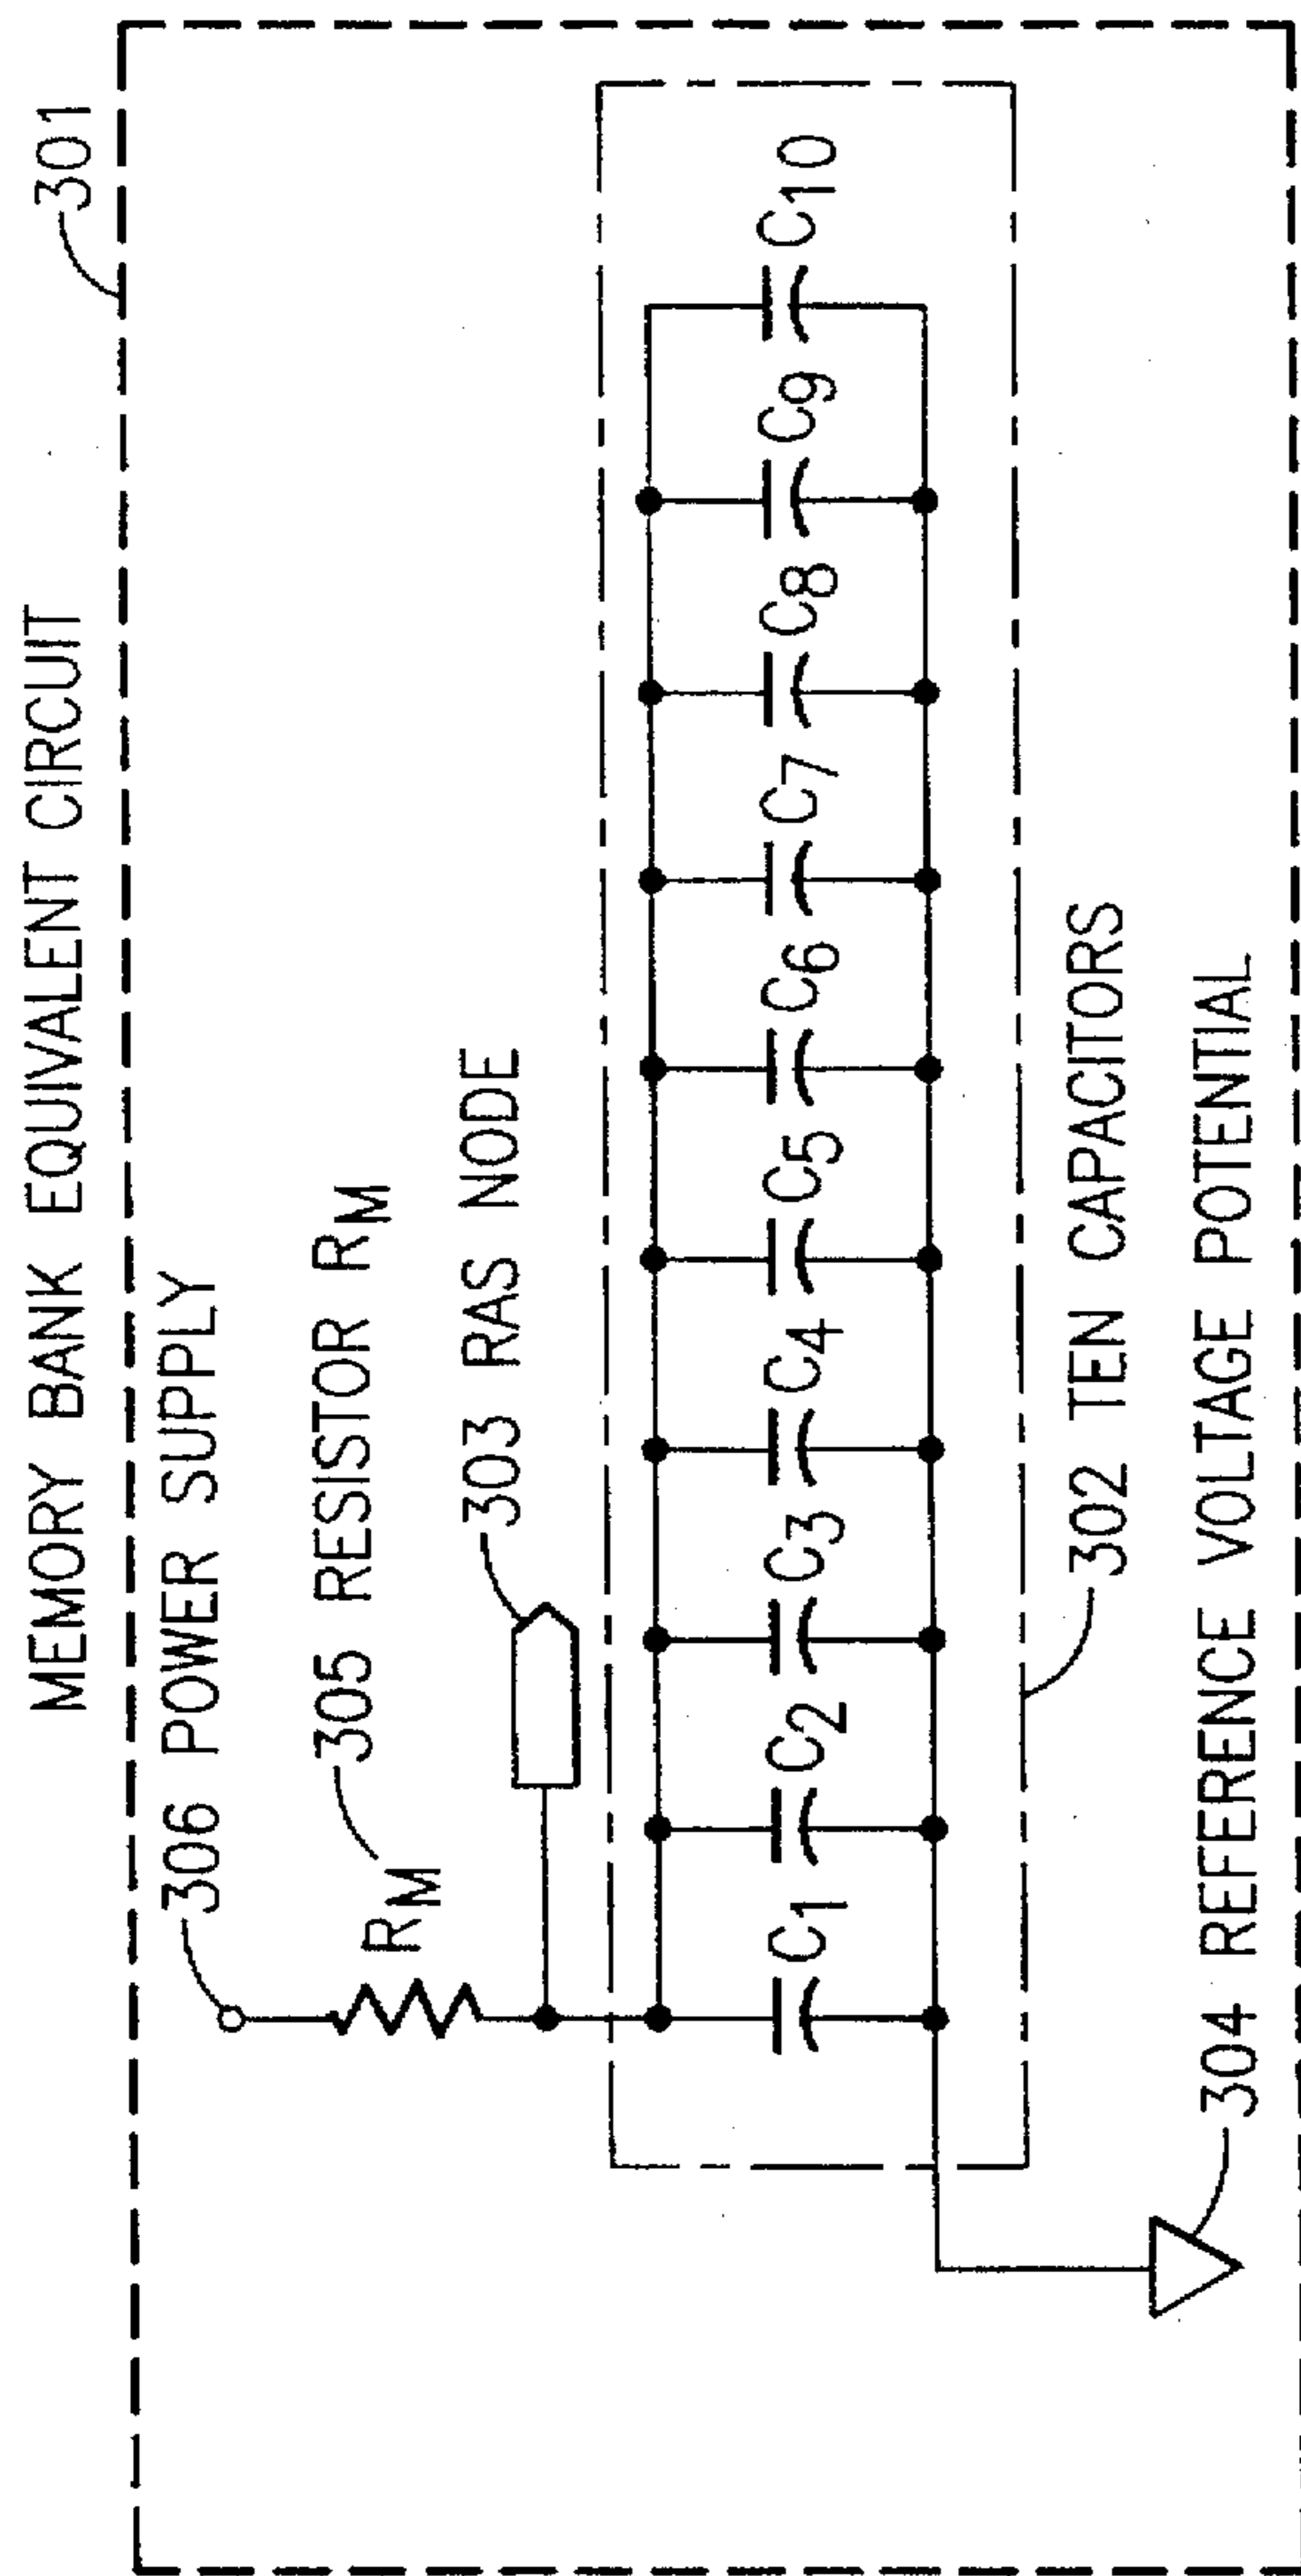 MEMORY BANK EQUIVALENT CIRCUIT
301
306 POWER SUPPLY
305 RESISTOR RM
RM
303 RAS NODE
C1 C2 C3 C4 C5 C6 C7 C8 C9 C10
302 TEN CAPACITORS
304 REFERENCE VOLTAGE POTENTIAL